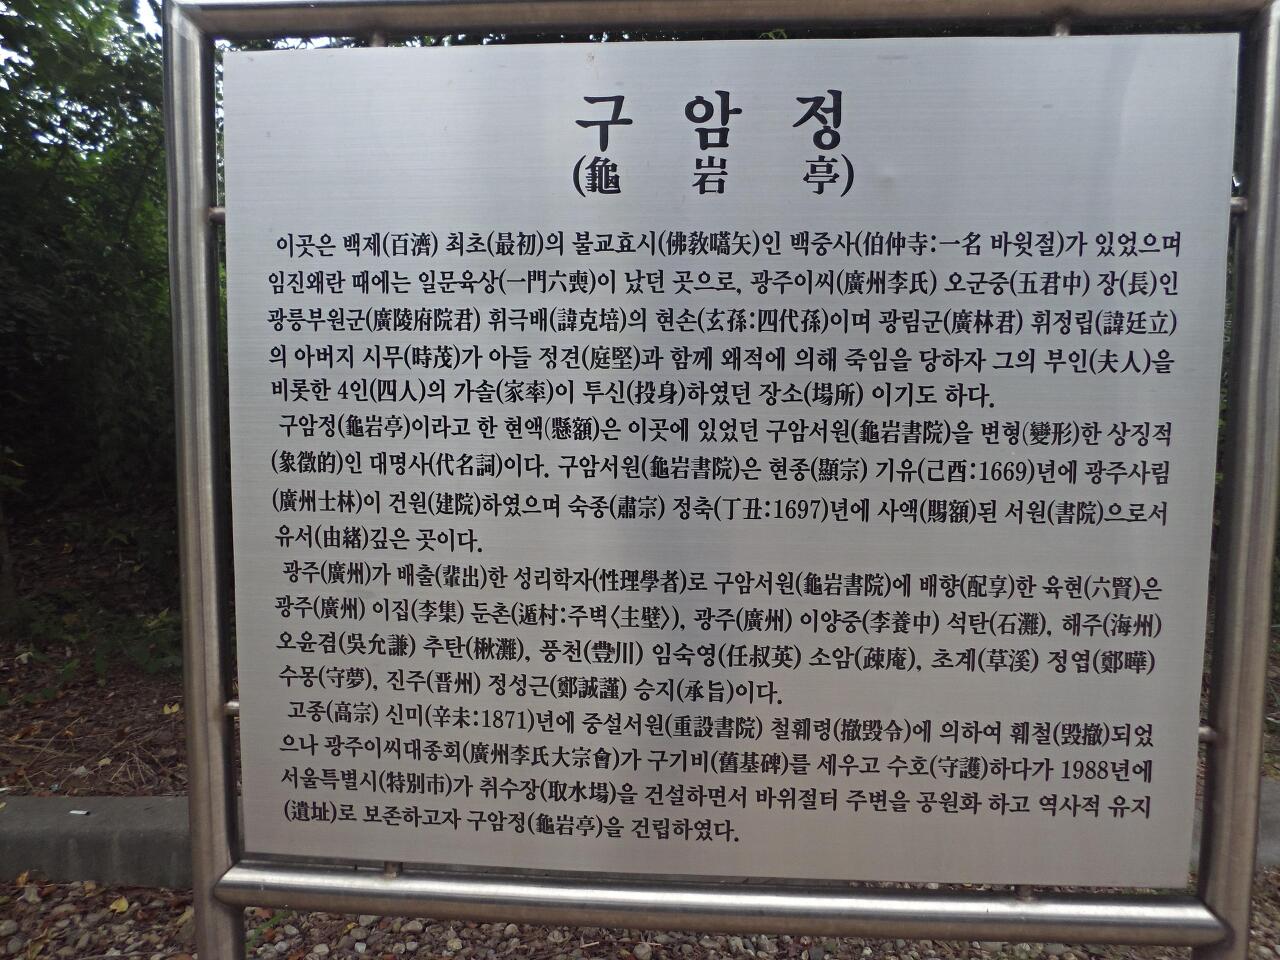 구 암 정
(龜 岩 亭)
이곳은 백제(百濟) 최초(最初)의 불교효시(佛敎嚆矢)인 백중사(伯仲寺:一名 바윗절)가 있었으며
임진왜란 때에는 일문육상(一門六喪)이 났던 곳으로, 광주이씨(廣州李氏) 오군중(五君中) 장(長)인
광릉부원군(廣陵府院君) 휘극배(諱克培)의 현손(玄孫:四代孫)이며 광림군(廣林君) 휘정립(諱廷立)
의 아버지 시무(時茂)가 아들 정견(庭堅)과 함께 왜적에 의해 죽임을 당하자 그의 부인(夫人)을
비롯한 4인(四人)의 가솔(家率)이 투신(投身)하였던 장소(場所) 이기도 하다.
구암정(龜岩亭)이라고 한 현액(懸額)은 이곳에 있었던 구암서원(龜岩書院)을 변형(變形)한 상징적
(象徵的)인 대명사(代名詞)이다. 구암서원(龜岩書院)은 현종(顯宗) 기유(己酉:1669)년에 광주사림
(廣州士林)이 건원(建院)하였으며 숙종(肅宗) 정축(丁丑:1697)년에 사액(賜額)된 서원(書院)으로서
유서(由緖)깊은 곳이다.
광주(廣州)가 배출(輩出)한 성리학자(性理學者)로 구암서원(龜岩書院)에 배향(配享)한 육현(六賢)은
광주(廣州) 이집(李集) 둔촌(遁村:주벽〈主壁〉), 광주(廣州) 이양중(李養中) 석탄(石灘), 해주(海州)
오윤겸(吳允謙) 추탄(楸灘), 풍천(豊川) 임숙영(任叔英) 소암(疎庵), 초계(草溪) 정엽(鄭曄)
수몽(守夢), 진주(晋州) 정성근(鄭誠謹) 승지(承旨)이다.
고종(高宗) 신미(辛未:1871)년에 중설서원(重設書院) 철훼령(撤毁令)에 의하여 훼철(毁撤)되었
으나 광주이씨대종회(廣州李氏大宗會)가 구기비(舊基碑)를 세우고 수호(守護)하다가 1988년에
서울특별시(特別市)가 취수장(取水場)을 건설하면서 바위절터 주변을 공원화 하고 역사적 유지
(遺址)로 보존하고자 구암정(龜岩亭)을 건립하였다.